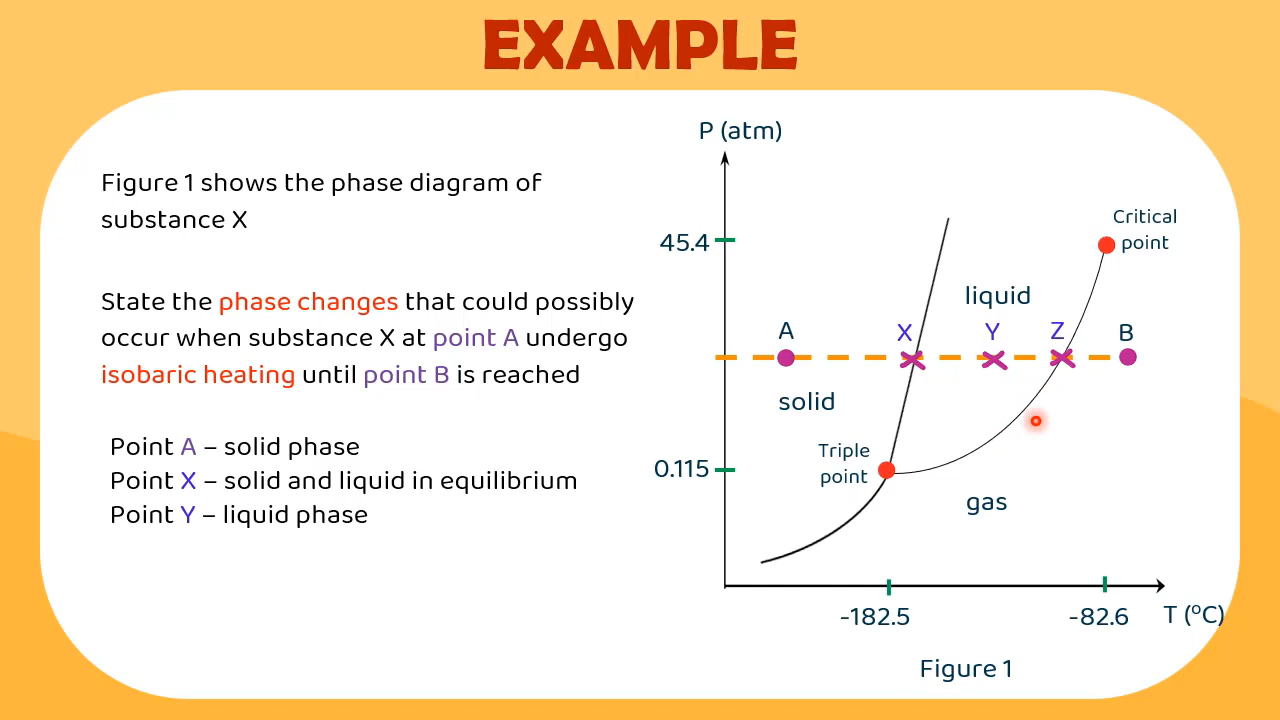 EXAMPLE
Figure 1 shows the phase diagram of
substance X
State the phase changes that could possibly
occur when substance X at point A undergo
isobaric heating until point B is reached
Point A – solid phase
Point X – solid and liquid in equilibrium
Point Y – liquid phase
P (atm)
Critical
point
45.4
liquid
A
X
Y
Z
B
solid
Triple
point
0.115
gas
-182.5
-82.6
T (ºC)
Figure 1